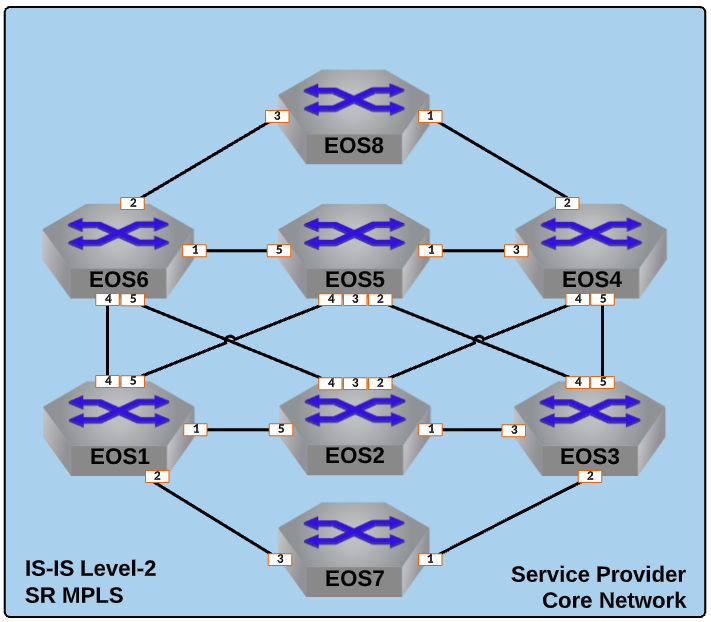 EOS8
3
1
2
2
EOS6
1
5
EOS5
1
3
EOS4
4 5
4 3 2
4 5
4 5
4 3 2
4 5
EOS1
1
5
EOS2
1
3
EOS3
2
2
3
1
EOS7
IS-IS Level-2
SR MPLS
Service Provider
Core Network